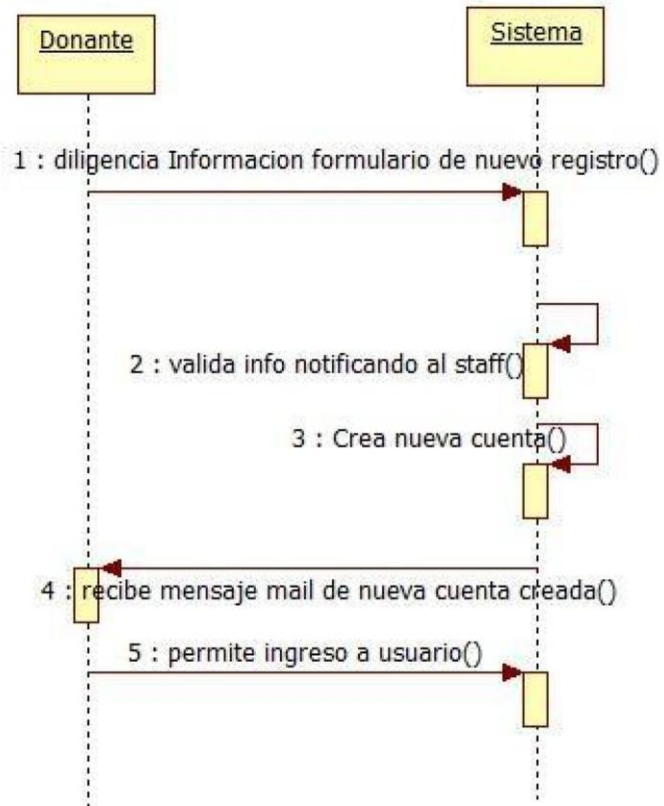 Donante
Sistema
1 : diligencia Informacion formulario de nuevo registro()
2 : valida info notificando al staff()
3 : Crea nueva cuenta()
4 : recibe mensaje mail de nueva cuenta creada()
5 : permite ingreso a usuario()